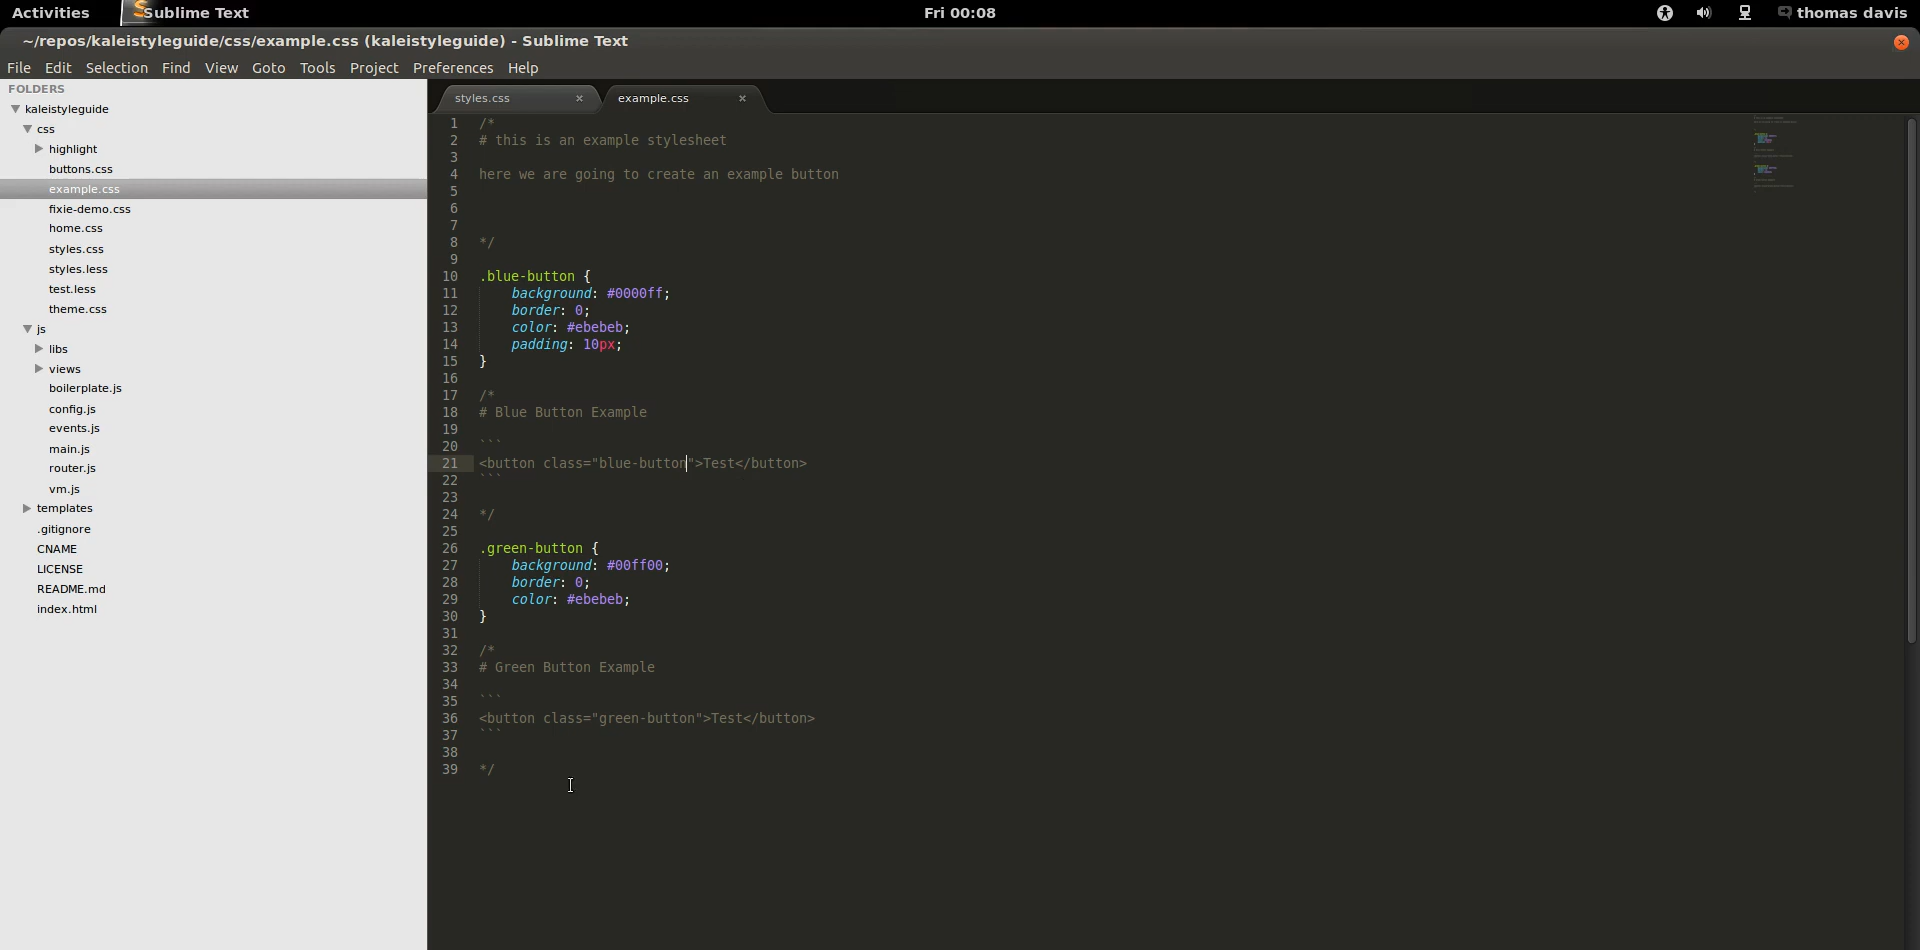 Activities Sublime Text Fri 00:08 thomas davis
~/repos/kaleistyleguide/css/example.css (kaleistyleguide) - Sublime Text
File Edit Selection Find View Goto Tools Project Preferences Help
FOLDERS
kaleistyleguide
css
highlight
buttons.css
example.css
fixie-demo.css
home.css
styles.css
styles.less
test.less
theme.css
js
libs
views
boilerplate.js
config.js
events.js
main.js
router.js
vm.js
templates
.gitignore
CNAME
LICENSE
README.md
index.html
styles.css × example.css ×
1 /*
2 # this is an example stylesheet
3
4 here we are going to create an example button
5
6
7
8 */
9
10 .blue-button {
11 background: #0000ff;
12 border: 0;
13 color: #ebebeb;
14 padding: 10px;
15 }
16
17 /*
18 # Blue Button Example
19
20 ```
21 <button class="blue-button">Test</button>
22 ```
23
24 */
25
26 .green-button {
27 background: #00ff00;
28 border: 0;
29 color: #ebebeb;
30 }
31
32 /*
33 # Green Button Example
34
35 ```
36 <button class="green-button">Test</button>
37 ```
38
39 */